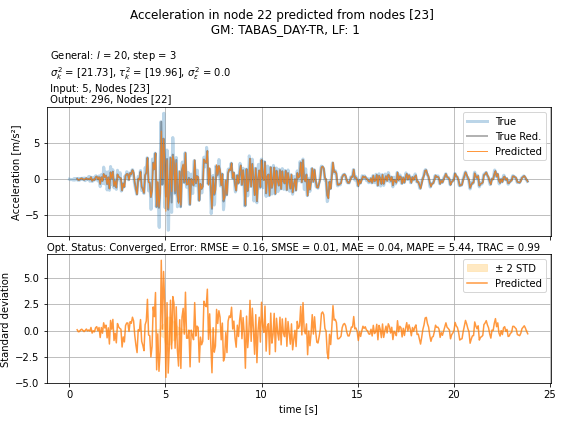 Acceleration in node 22 predicted from nodes [23]
GM: TABAS_DAY-TR, LF: 1
General: l = 20, step = 3
σ²ₖ = [21.73], τ²ₖ = [19.96], σ²_ε = 0.0
Input: 5, Nodes [23]
Output: 296, Nodes [22]
Acceleration [m/s²]
5
0
−5
True
True Red.
Predicted
Opt. Status: Converged, Error: RMSE = 0.16, SMSE = 0.01, MAE = 0.04, MAPE = 5.44, TRAC = 0.99
Standard deviation
5.0
2.5
0.0
−2.5
−5.0
± 2 STD
Predicted
0 5 10 15 20 25
time [s]